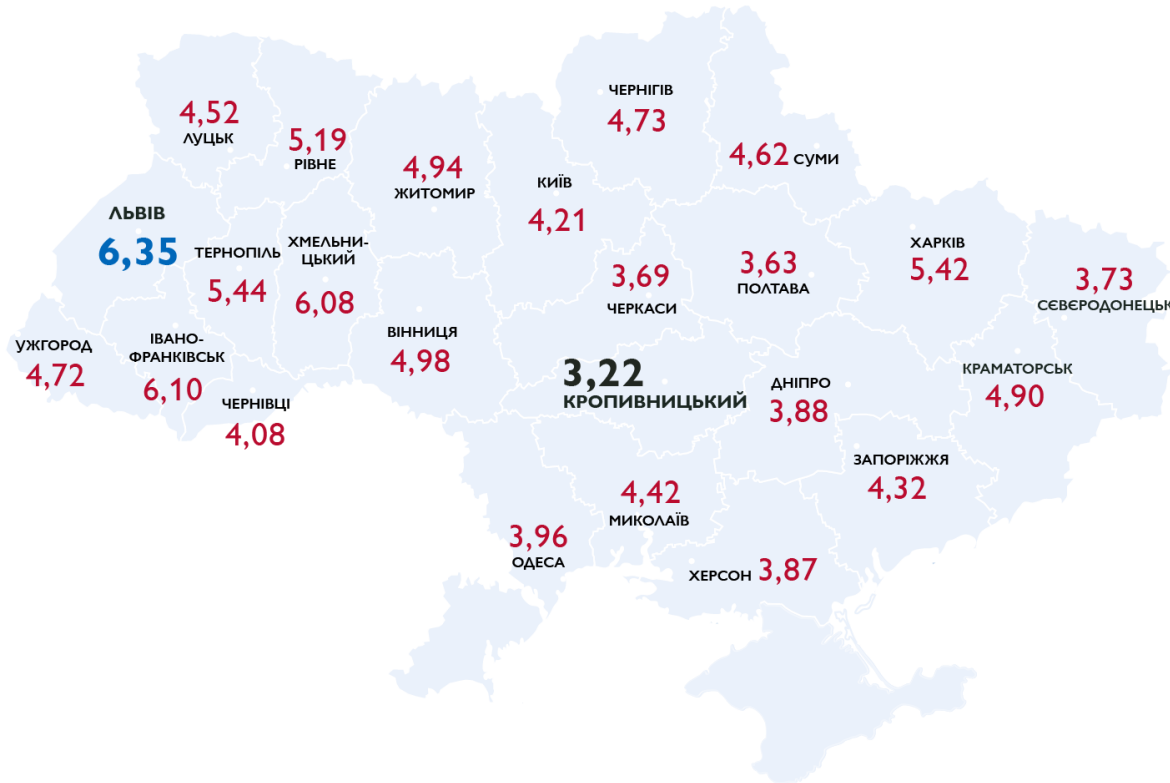 ЧЕРНІГІВ
4,73
4,52
ЛУЦЬК
5,19
РІВНЕ
4,94
ЖИТОМИР
4,62 СУМИ
КИЇВ
4,21
ЛЬВІВ
6,35
ТЕРНОПІЛЬ
5,44
ХМЕЛЬНИ-
ЦЬКИЙ
6,08
3,69
ЧЕРКАСИ
3,63
ПОЛТАВА
ХАРКІВ
5,42
3,73
СЄВЄРОДОНЕЦЬК
УЖГОРОД
4,72
ІВАНО-
ФРАНКІВСЬК
6,10
ВІННИЦЯ
4,98
ЧЕРНІВЦІ
4,08
3,22
КРОПИВНИЦЬКИЙ
ДНІПРО
3,88
КРАМАТОРСЬК
4,90
ЗАПОРІЖЖЯ
4,32
4,42
МИКОЛАЇВ
3,96
ОДЕСА
ХЕРСОН 3,87